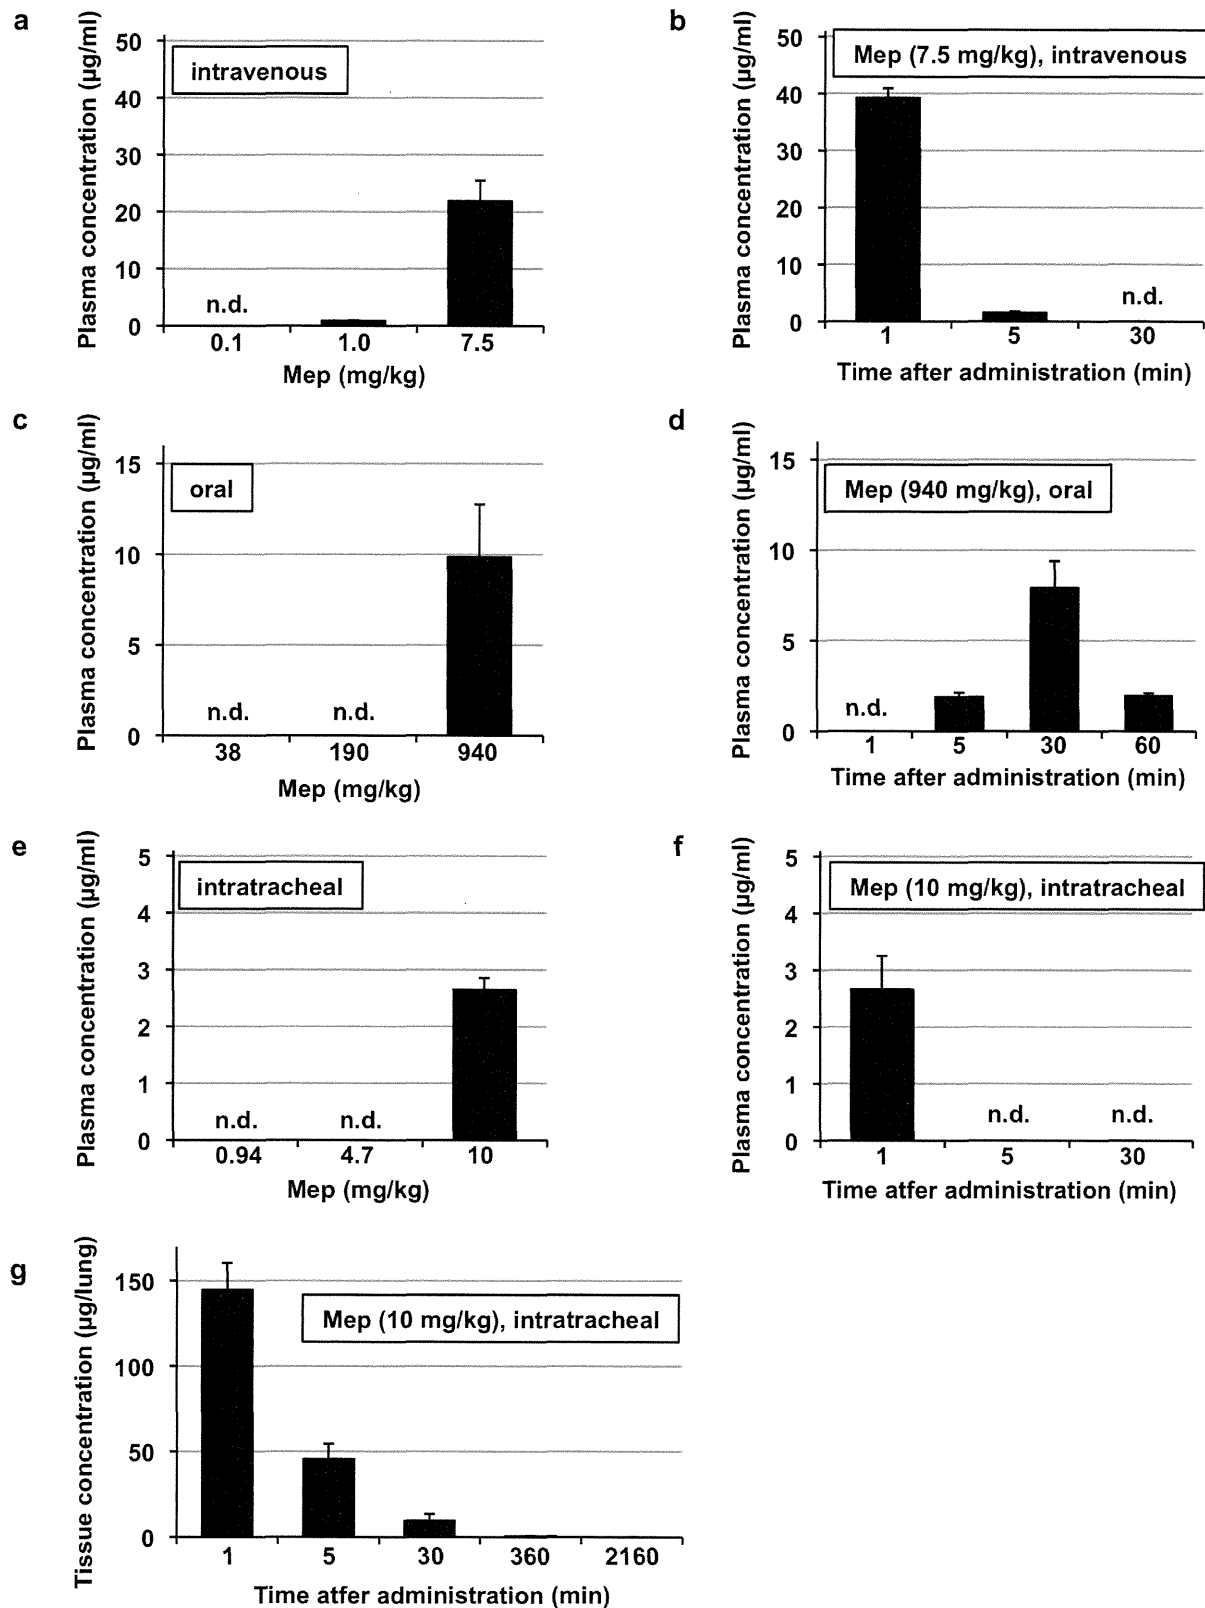 a
Plasma concentration (µg/ml)
50
40
30
20
10
0
intravenous
n.d.
0.1 1.0 7.5
Mep (mg/kg)
b
Plasma concentration (µg/ml)
50
40
30
20
10
0
Mep (7.5 mg/kg), intravenous
n.d.
1 5 30
Time after administration (min)
c
Plasma concentration (µg/ml)
15
10
5
0
oral
n.d. n.d.
38 190 940
Mep (mg/kg)
d
Plasma concentration (µg/ml)
15
10
5
0
Mep (940 mg/kg), oral
n.d.
1 5 30 60
Time after administration (min)
e
Plasma concentration (µg/ml)
5
4
3
2
1
0
intratracheal
n.d. n.d.
0.94 4.7 10
Mep (mg/kg)
f
Plasma concentration (µg/ml)
5
4
3
2
1
0
Mep (10 mg/kg), intratracheal
n.d. n.d.
1 5 30
Time atfer administration (min)
g
Tissue concentration (µg/lung)
150
100
50
0
Mep (10 mg/kg), intratracheal
1 5 30 360 2160
Time atfer administration (min)